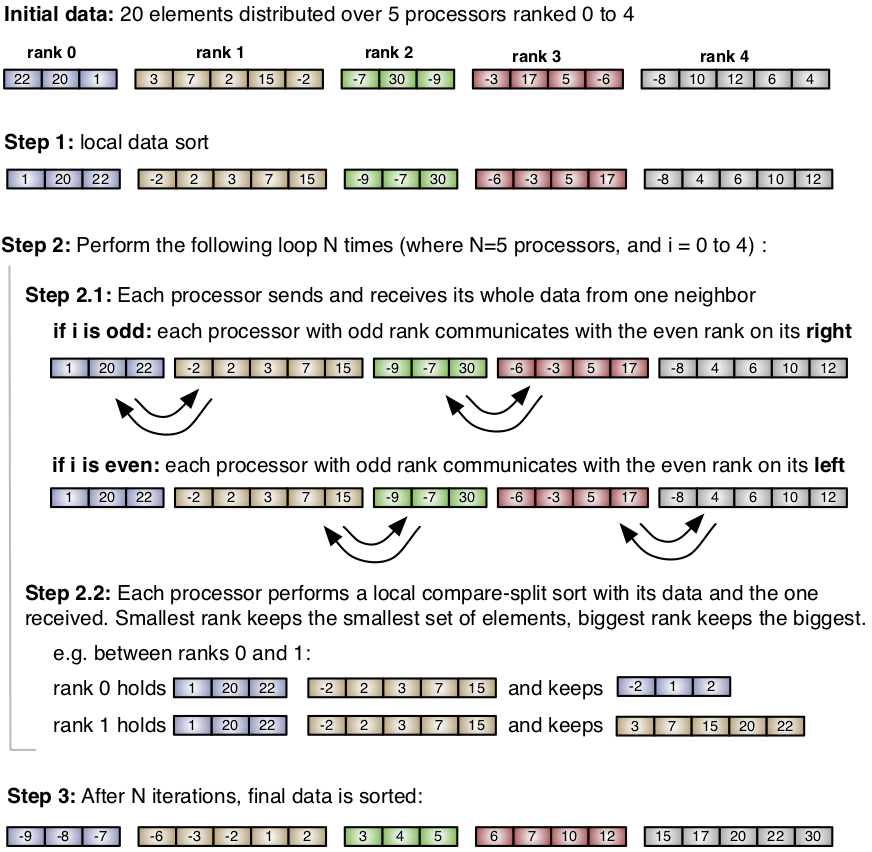 Initial data: 20 elements distributed over 5 processors ranked 0 to 4
rank 0 rank 1 rank 2 rank 3 rank 4
22 20 1 3 7 2 15 -2 -7 30 -9 -3 17 5 -6 -8 10 12 6 4
Step 1: local data sort
1 20 22 -2 2 3 7 15 -9 -7 30 -6 -3 5 17 -8 4 6 10 12
Step 2: Perform the following loop N times (where N=5 processors, and i = 0 to 4) :
Step 2.1: Each processor sends and receives its whole data from one neighbor
if i is odd: each processor with odd rank communicates with the even rank on its right
1 20 22 -2 2 3 7 15 -9 -7 30 -6 -3 5 17 -8 4 6 10 12
if i is even: each processor with odd rank communicates with the even rank on its left
1 20 22 -2 2 3 7 15 -9 -7 30 -6 -3 5 17 -8 4 6 10 12
Step 2.2: Each processor performs a local compare-split sort with its data and the one
received. Smallest rank keeps the smallest set of elements, biggest rank keeps the biggest.
e.g. between ranks 0 and 1:
rank 0 holds 1 20 22 -2 2 3 7 15 and keeps -2 1 2
rank 1 holds 1 20 22 -2 2 3 7 15 and keeps 3 7 15 20 22
Step 3: After N iterations, final data is sorted:
-9 -8 -7 -6 -3 -2 1 2 3 4 5 6 7 10 12 15 17 20 22 30